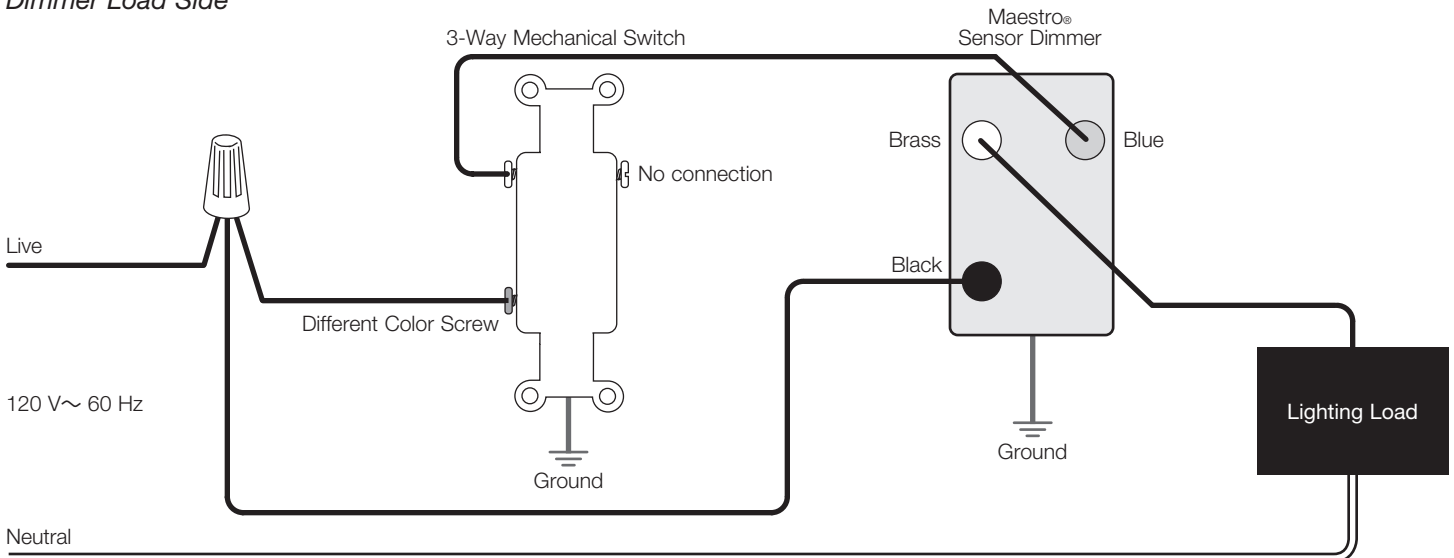 Dimmer Load Side
Maestro®
Sensor Dimmer
3-Way Mechanical Switch
Brass
Blue
No connection
Live
Black
Different Color Screw
120 V～ 60 Hz
Lighting Load
Ground
Ground
Neutral